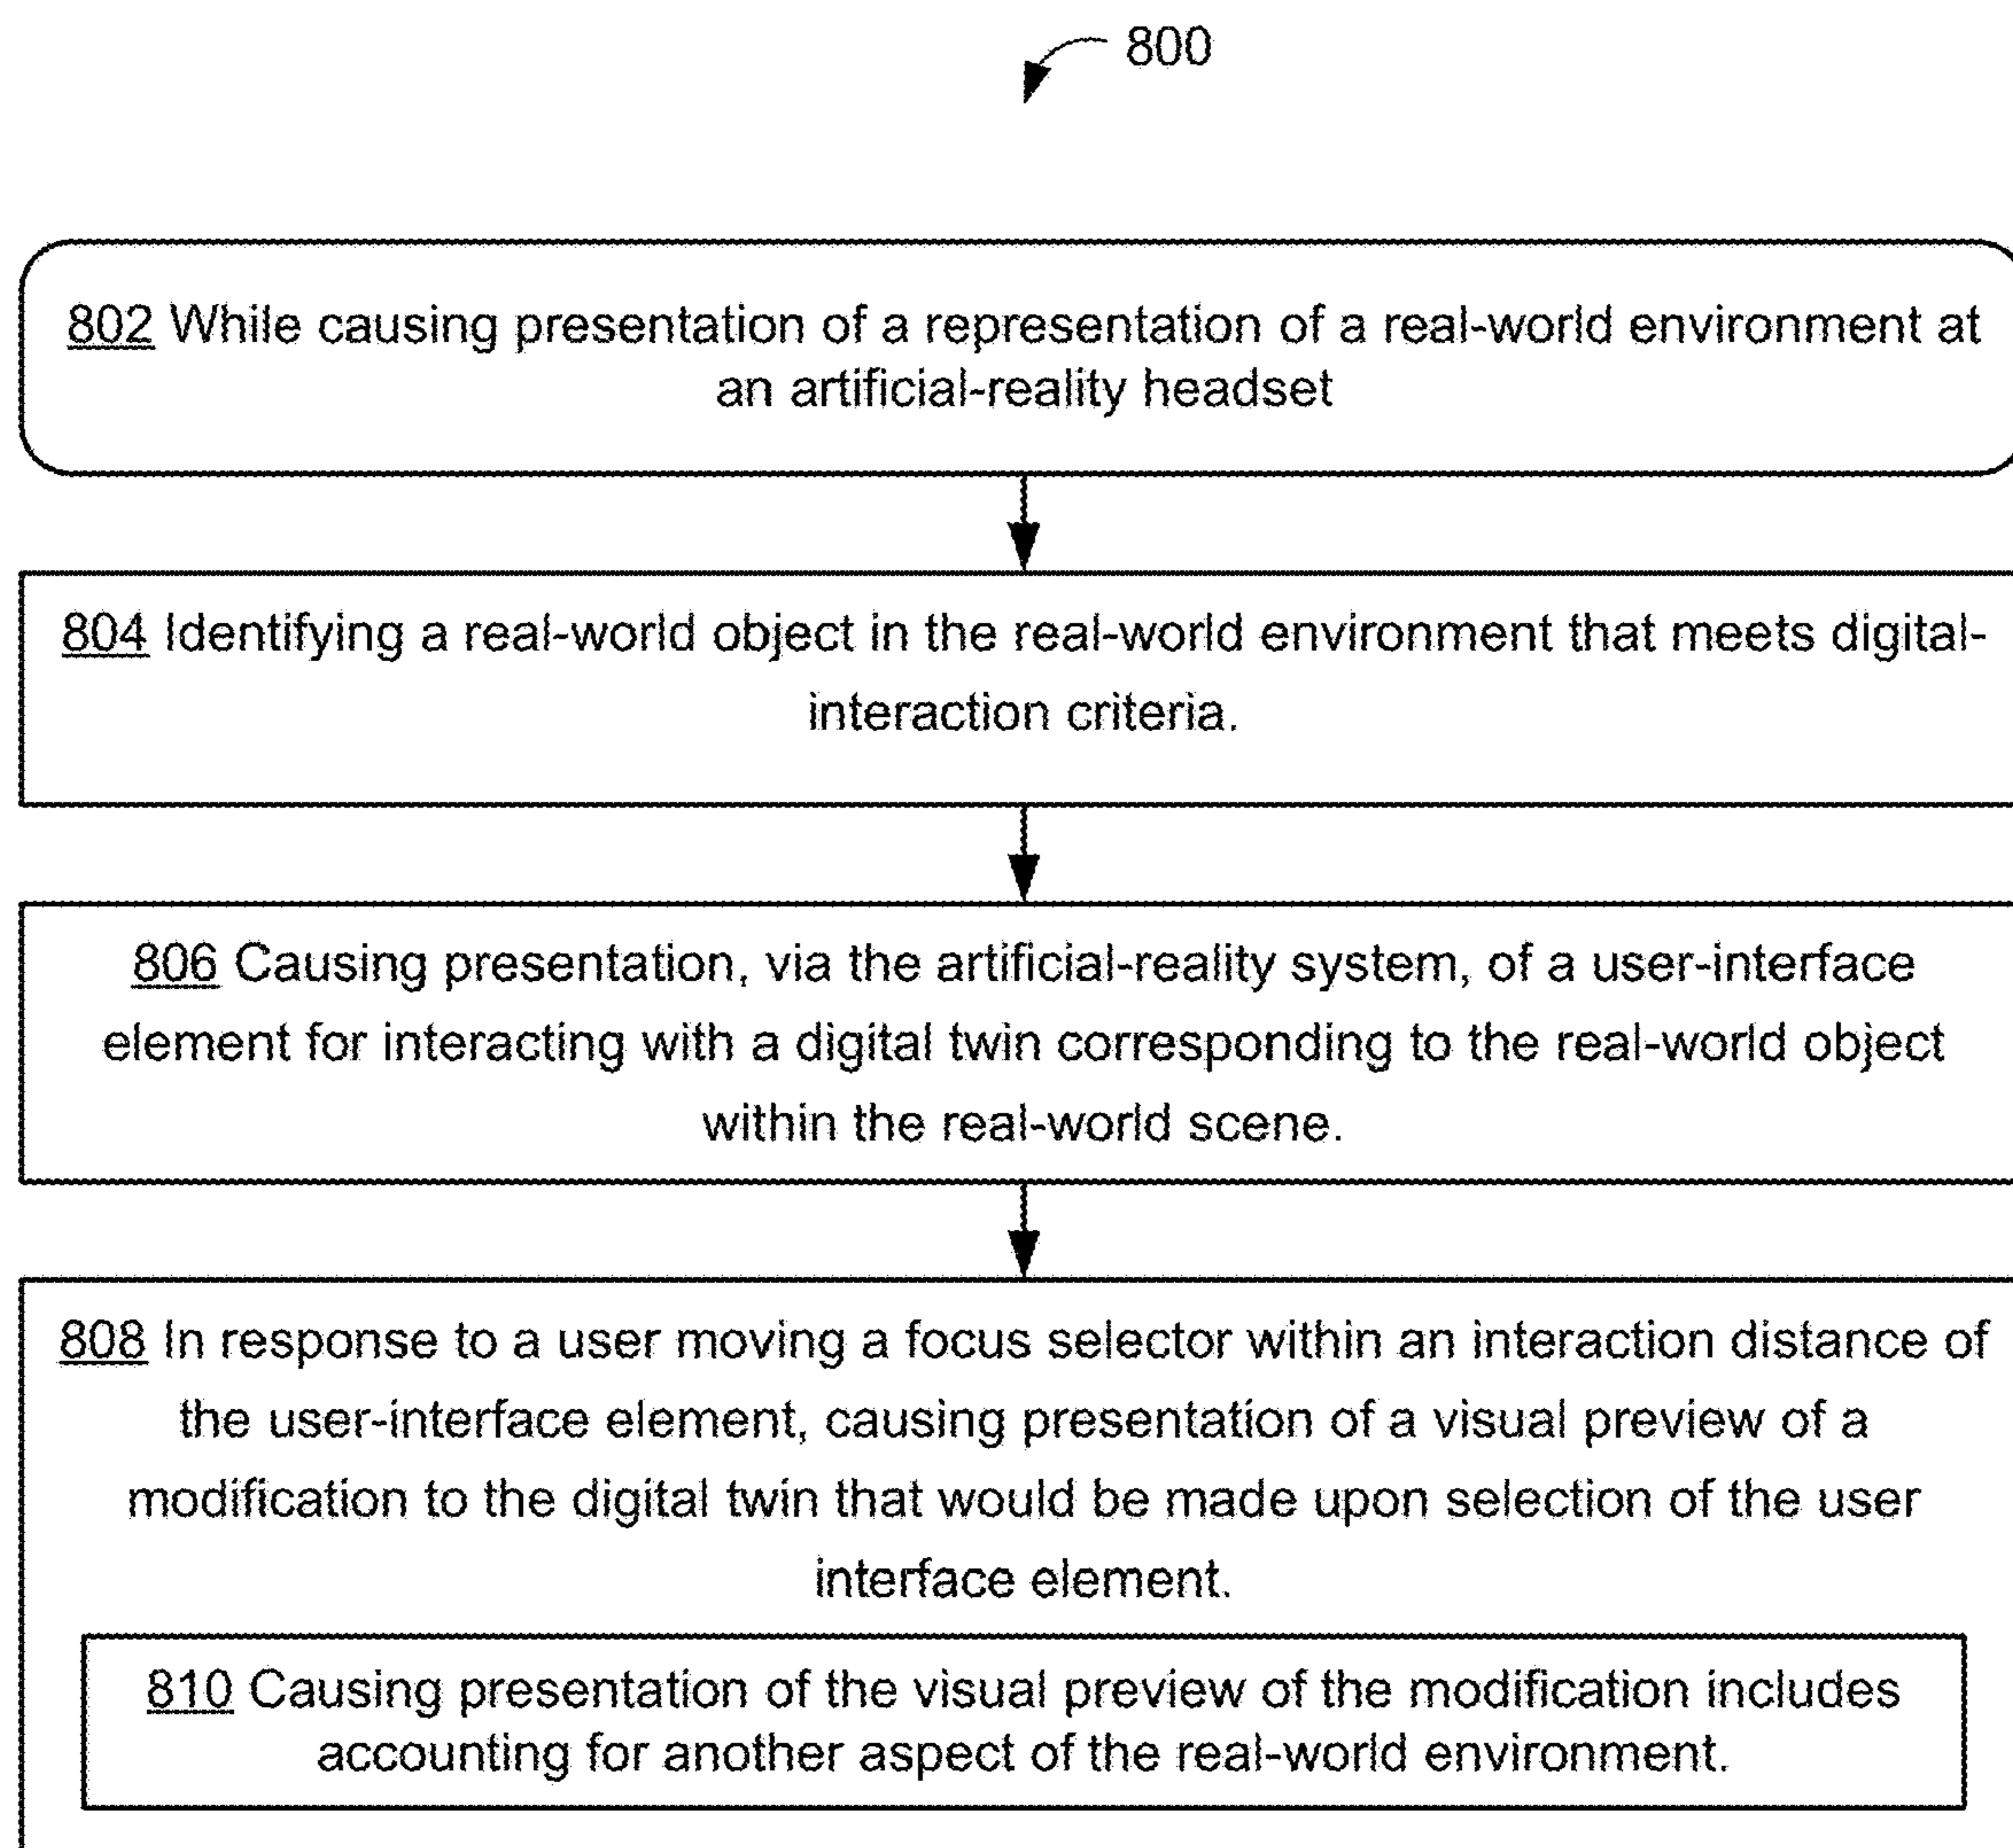 800
802 While causing presentation of a representation of a real-world environment at
an artificial-reality headset
804 Identifying a real-world object in the real-world environment that meets digital-
interaction criteria.
806 Causing presentation, via the artificial-reality system, of a user-interface
element for interacting with a digital twin corresponding to the real-world object
within the real-world scene.
808 In response to a user moving a focus selector within an interaction distance of
the user-interface element, causing presentation of a visual preview of a
modification to the digital twin that would be made upon selection of the user
interface element.
810 Causing presentation of the visual preview of the modification includes
accounting for another aspect of the real-world environment.